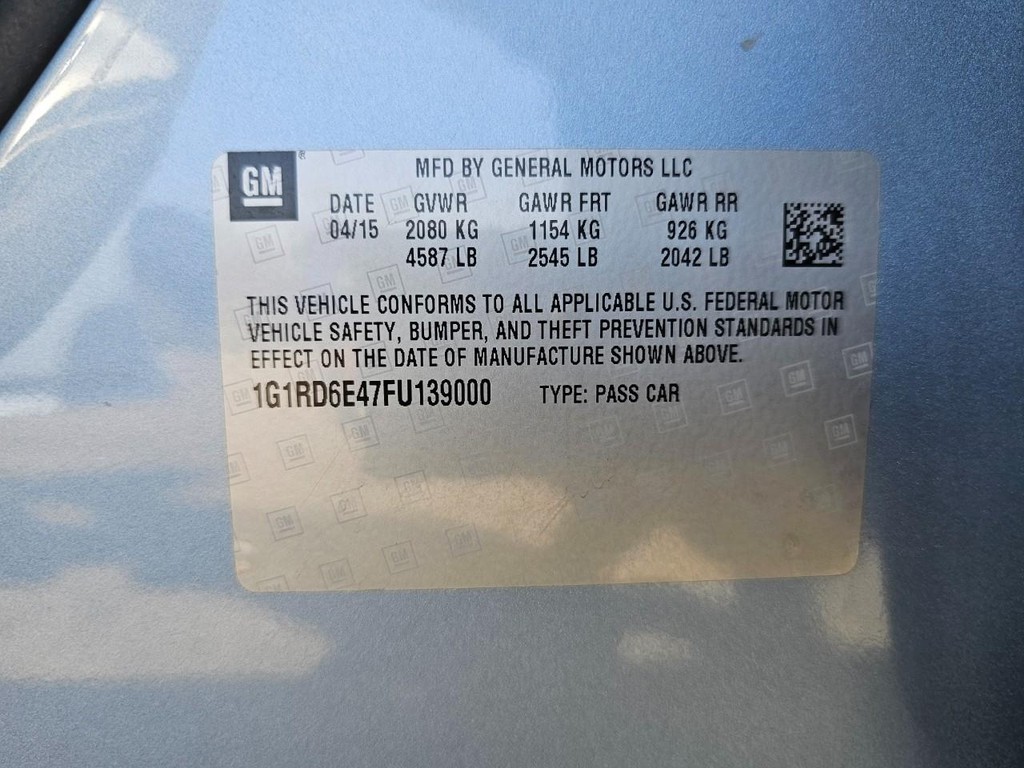 GM
MFD BY GENERAL MOTORS LLC
DATE GVWR GAWR FRT GAWR RR
04/15 2080 KG 1154 KG 926 KG
4587 LB 2545 LB 2042 LB
THIS VEHICLE CONFORMS TO ALL APPLICABLE U.S. FEDERAL MOTOR
VEHICLE SAFETY, BUMPER, AND THEFT PREVENTION STANDARDS IN
EFFECT ON THE DATE OF MANUFACTURE SHOWN ABOVE.
1G1RD6E47FU139000 TYPE: PASS CAR